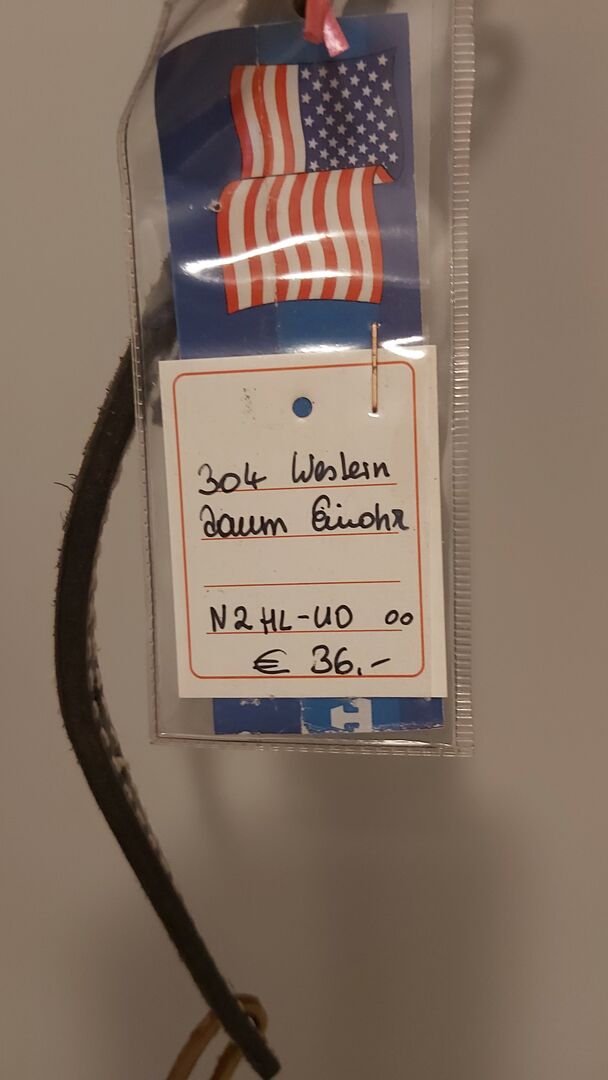 304 Western
Zaum Einohr
N2HL-UD 00
€ 36.-